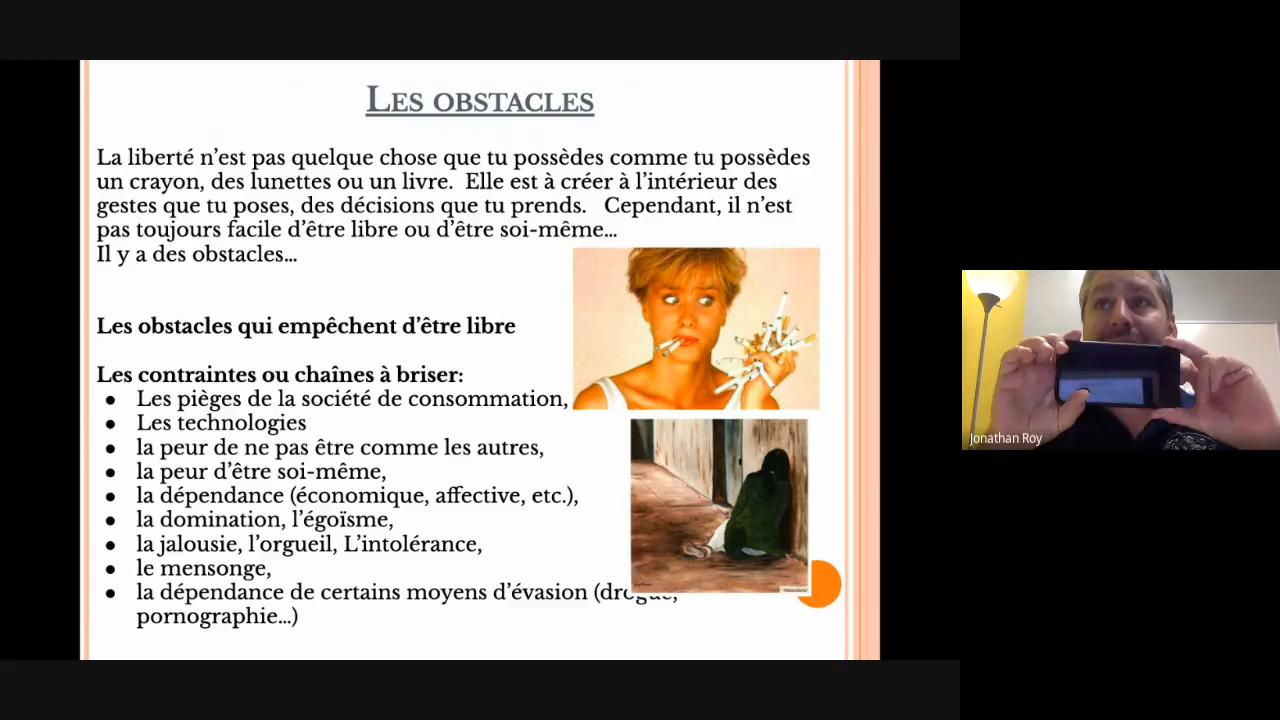 LES OBSTACLES
La liberté n’est pas quelque chose que tu possèdes comme tu possèdes
un crayon, des lunettes ou un livre.  Elle est à créer à l’intérieur des
gestes que tu poses, des décisions que tu prends.   Cependant, il n’est
pas toujours facile d’être libre ou d’être soi-même…
Il y a des obstacles…
Les obstacles qui empêchent d’être libre
Les contraintes ou chaînes à briser:
● Les pièges de la société de consommation,
● Les technologies
● la peur de ne pas être comme les autres,
● la peur d’être soi-même,
● la dépendance (économique, affective, etc.),
● la domination, l’égoïsme,
● la jalousie, l’orgueil, L’intolérance,
● le mensonge,
● la dépendance de certains moyens d’évasion (drogue,
pornographie…)
Jonathan Roy